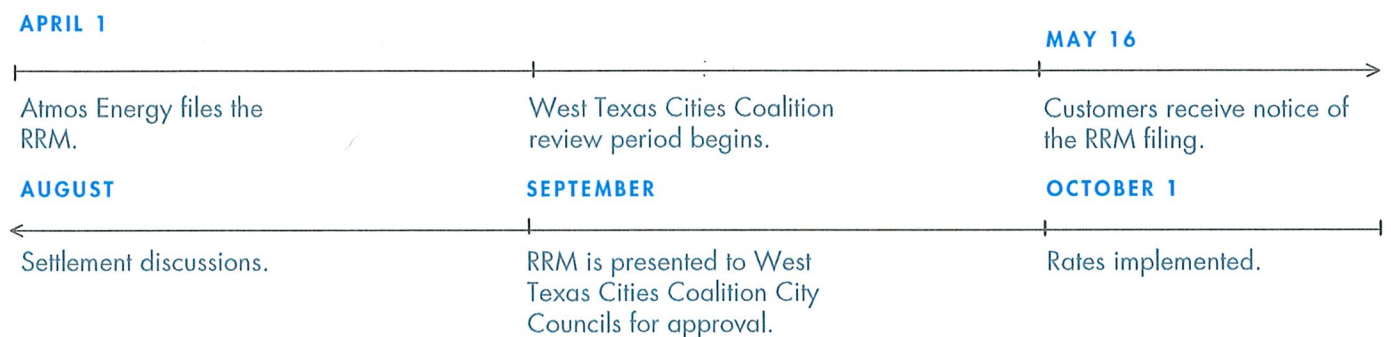 APRIL 1
MAY 16
Atmos Energy files the
RRM.
West Texas Cities Coalition
review period begins.
Customers receive notice of
the RRM filing.
AUGUST
SEPTEMBER
OCTOBER 1
Settlement discussions.
RRM is presented to West
Texas Cities Coalition City
Councils for approval.
Rates implemented.